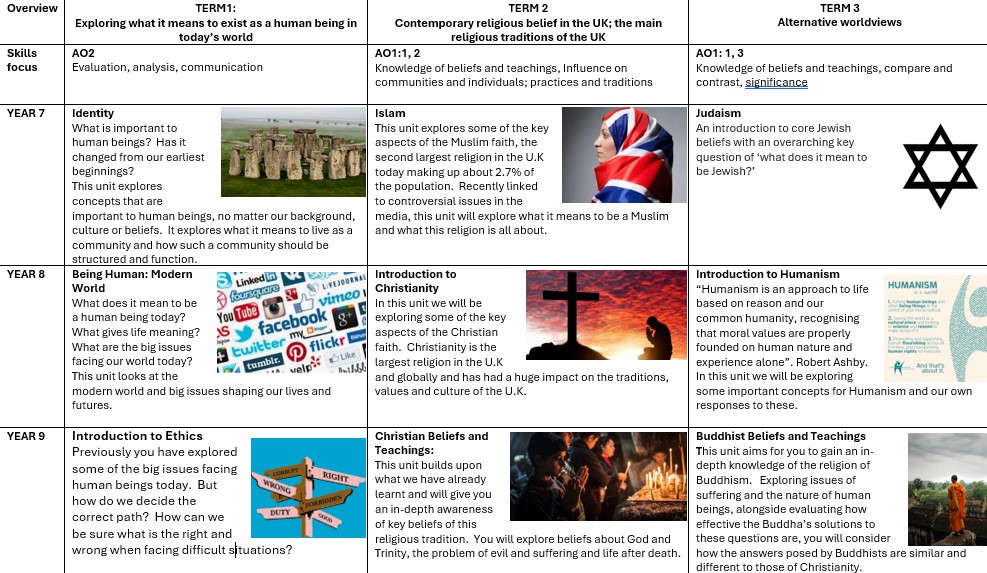 Overview
TERM1:
Exploring what it means to exist as a human being in
today’s world
TERM 2
Contemporary religious belief in the UK; the main
religious traditions of the UK
TERM 3
Alternative worldviews
Skills
focus
AO2
Evaluation, analysis, communication
AO1:1, 2
Knowledge of beliefs and teachings, Influence on
communities and individuals; practices and traditions
AO1: 1, 3
Knowledge of beliefs and teachings, compare and
contrast, significance
YEAR 7
Identity
What is important to
human beings? Has it
changed from our earliest
beginnings?
This unit explores
concepts that are
important to human beings, no matter our background,
culture or beliefs. It explores what it means to live as a
community and how such a community should be
structured and function.
Islam
This unit explores some of the key
aspects of the Muslim faith, the
second largest religion in the U.K
today making up about 2.7% of
the population. Recently linked
to controversial issues in the
media, this unit will explore what it means to be a Muslim
and what this religion is all about.
Judaism
An introduction to core Jewish
beliefs with an overarching key
question of ‘what does it mean to
be Jewish?’
YEAR 8
Being Human: Modern
World
What does it mean to be
a human being today?
What gives life meaning?
What are the big issues
facing our world today?
This unit looks at the
modern world and big issues shaping our lives and
futures.
LinkedIn
foursquare
LIVEJOURNAL
You Tube
vimeo
facebook
my
Blogger
g+
twitter
flickr
tumblr.
yelp
Like
Introduction to
Christianity
In this unit we will be
exploring some of the key
aspects of the Christian
faith. Christianity is the
largest religion in the U.K
and globally and has had a huge impact on the traditions,
values and culture of the U.K.
Introduction to Humanism
“Humanism is an approach to life
based on reason and our
common humanity, recognising
that moral values are properly
founded on human nature and
experience alone”. Robert Ashby.
In this unit we will be exploring
some important concepts for Humanism and our own
responses to these.
HUMANISM
And that's
about it.
YEAR 9
Introduction to Ethics
Previously you have explored
some of the big issues facing
human beings today. But
how do we decide the
correct path? How can we
be sure what is the right and
wrong when facing difficult situations?
CORRUPT
RIGHT
WRONG
FORBIDDEN
DUTY
GOOD
Christian Beliefs and
Teachings:
This unit builds upon
what we have already
learnt and will give you
an in-depth awareness
of key beliefs of this
religious tradition. You will explore beliefs about God and
Trinity, the problem of evil and suffering and life after death.
Buddhist Beliefs and Teachings
This unit aims for you to gain an in-
depth knowledge of the religion of
Buddhism. Exploring issues of
suffering and the nature of human
beings, alongside evaluating how
effective the Buddha’s solutions to
these questions are, you will consider
how the answers posed by Buddhists are similar and
different to those of Christianity.